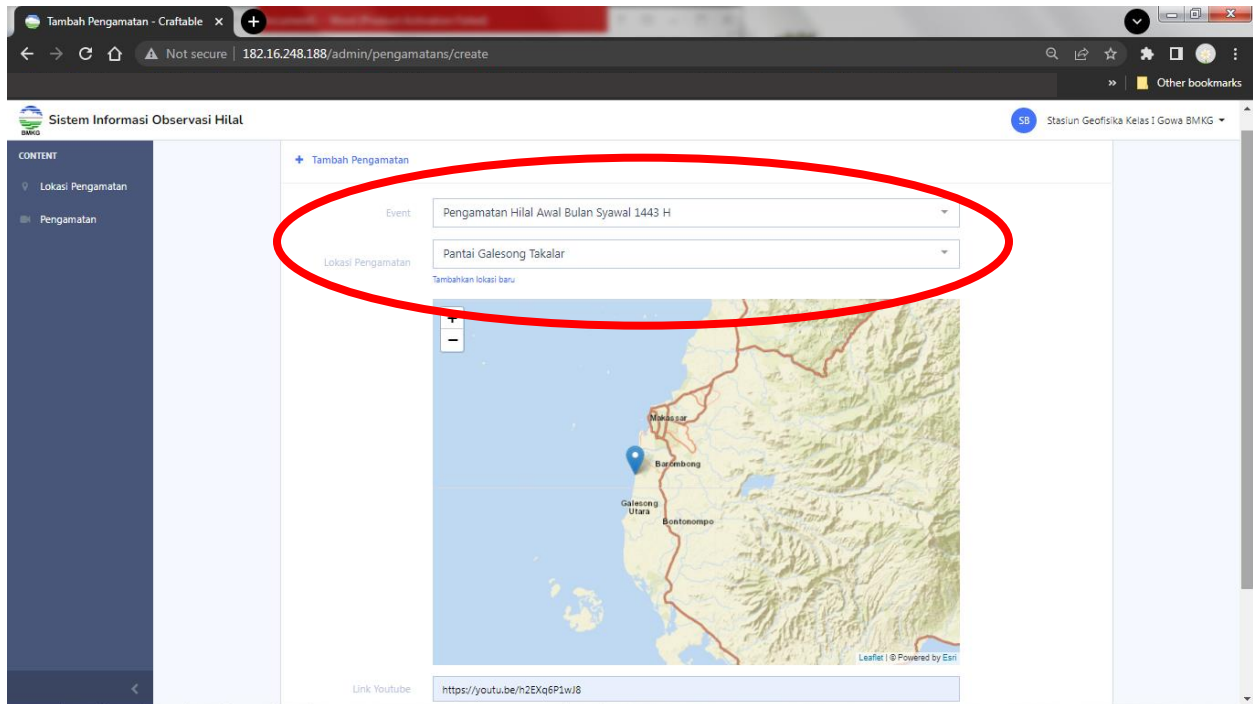 Tambah Pengamatan - Craftable
Not secure | 182.16.248.188/admin/pengamatans/create
» Other bookmarks
BMKG
Sistem Informasi Observasi Hilal
SB Stasiun Geofisika Kelas I Gowa BMKG
CONTENT
Lokasi Pengamatan
Pengamatan
+ Tambah Pengamatan
Event
Pengamatan Hilal Awal Bulan Syawal 1443 H
Lokasi Pengamatan
Pantai Galesong Takalar
Tambahkan lokasi baru
+
−
Makassar
Barombong
Galesong
Utara
Bontonompo
Leaflet | © Powered by Esri
Link Youtube
https://youtu.be/h2EXq6P1wJ8